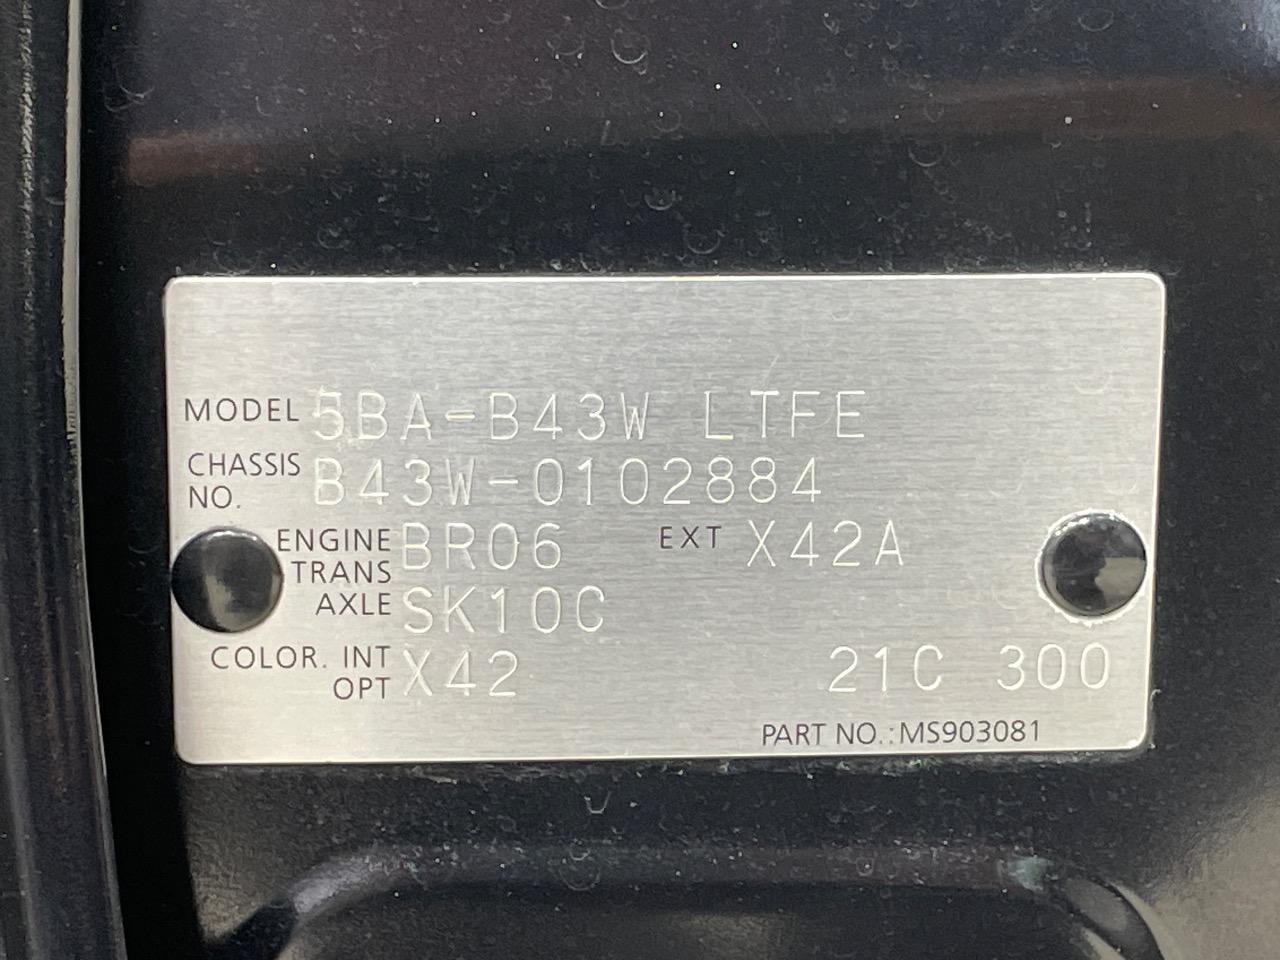 MODEL 5BA-B43W LTFE
CHASSIS NO. B43W-0102884
ENGINE BR06 EXT X42A
TRANS AXLE SK10C
COLOR. INT X42 21C 300
OPT
PART NO.:MS903081